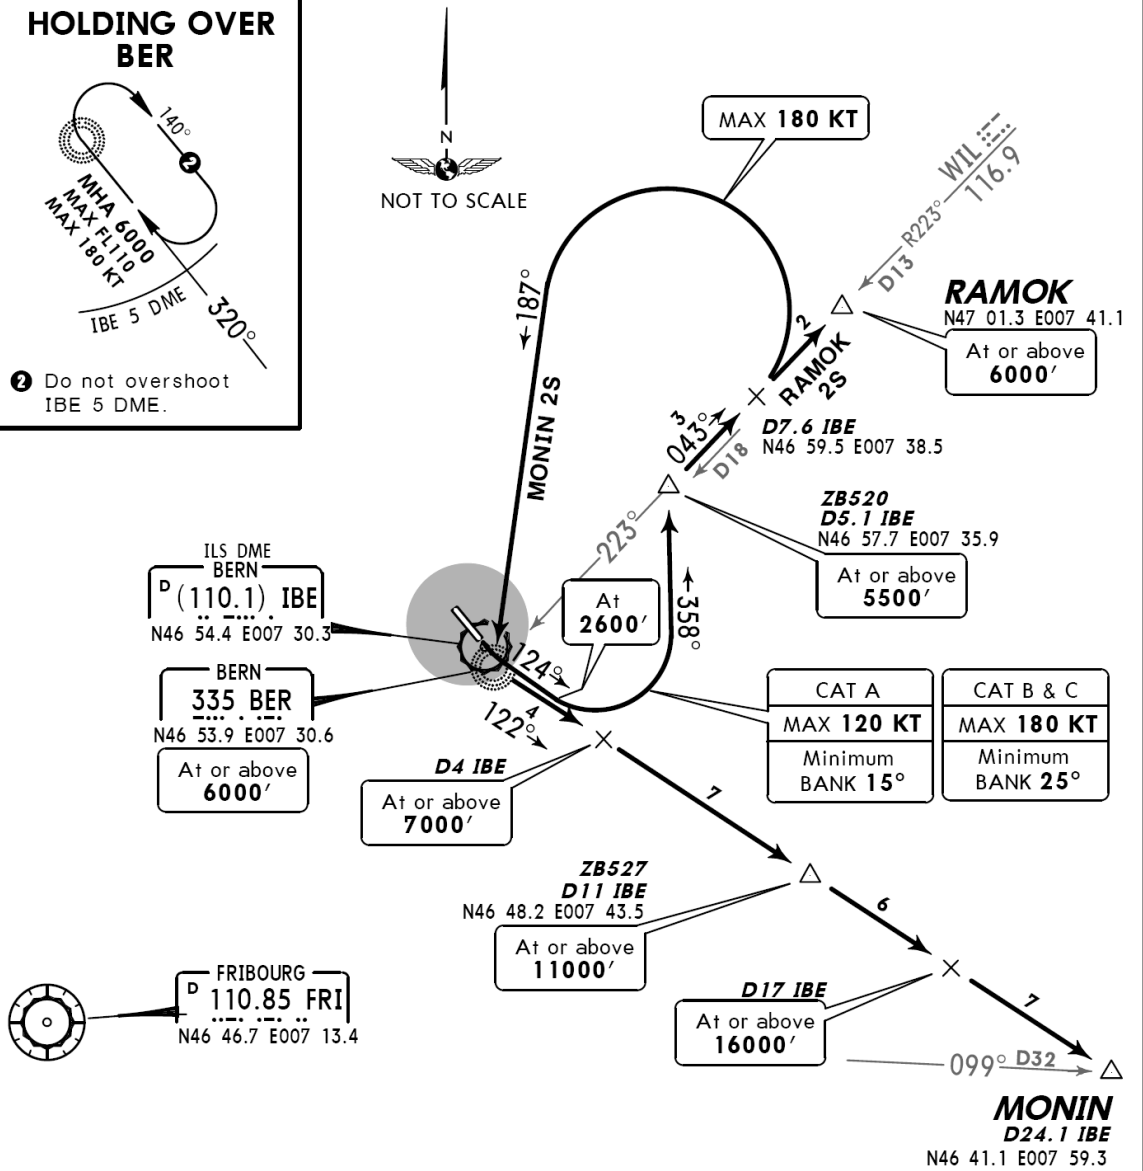 HOLDING OVER
BER
140°
2
MHA 6000
MAX FL110
MAX 180 KT
IBE 5 DME
320°
2 Do not overshoot
IBE 5 DME.
N
NOT TO SCALE
MAX 180 KT
WIL
116.9
R223°
D13
RAMOK
N47 01.3 E007 41.1
At or above
6000'
187°
MONIN 2S
2
RAMOK
2S
3
043°
D18
D7.6 IBE
N46 59.5 E007 38.5
ZB520
D5.1 IBE
N46 57.7 E007 35.9
At or above
5500'
223°
At
2600'
358°
ILS DME
BERN
D (110.1) IBE
N46 54.4 E007 30.3
BERN
335 BER
N46 53.9 E007 30.6
At or above
6000'
124°
4
122°
CAT A
MAX 120 KT
Minimum
BANK 15°
CAT B & C
MAX 180 KT
Minimum
BANK 25°
D4 IBE
At or above
7000'
7
ZB527
D11 IBE
N46 48.2 E007 43.5
At or above
11000'
6
D17 IBE
At or above
16000'
7
FRIBOURG
D 110.85 FRI
N46 46.7 E007 13.4
099° D32
MONIN
D24.1 IBE
N46 41.1 E007 59.3